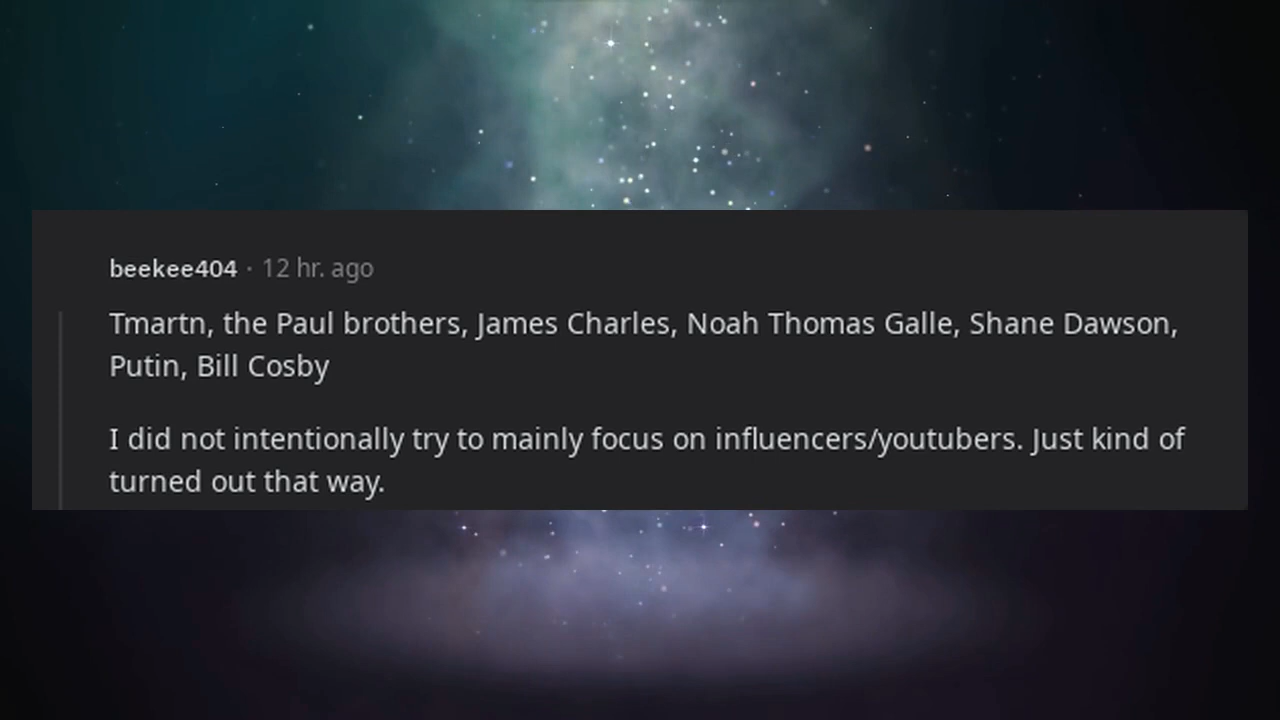 beekee404 · 12 hr. ago
Tmartn, the Paul brothers, James Charles, Noah Thomas Galle, Shane Dawson,
Putin, Bill Cosby
I did not intentionally try to mainly focus on influencers/youtubers. Just kind of
turned out that way.